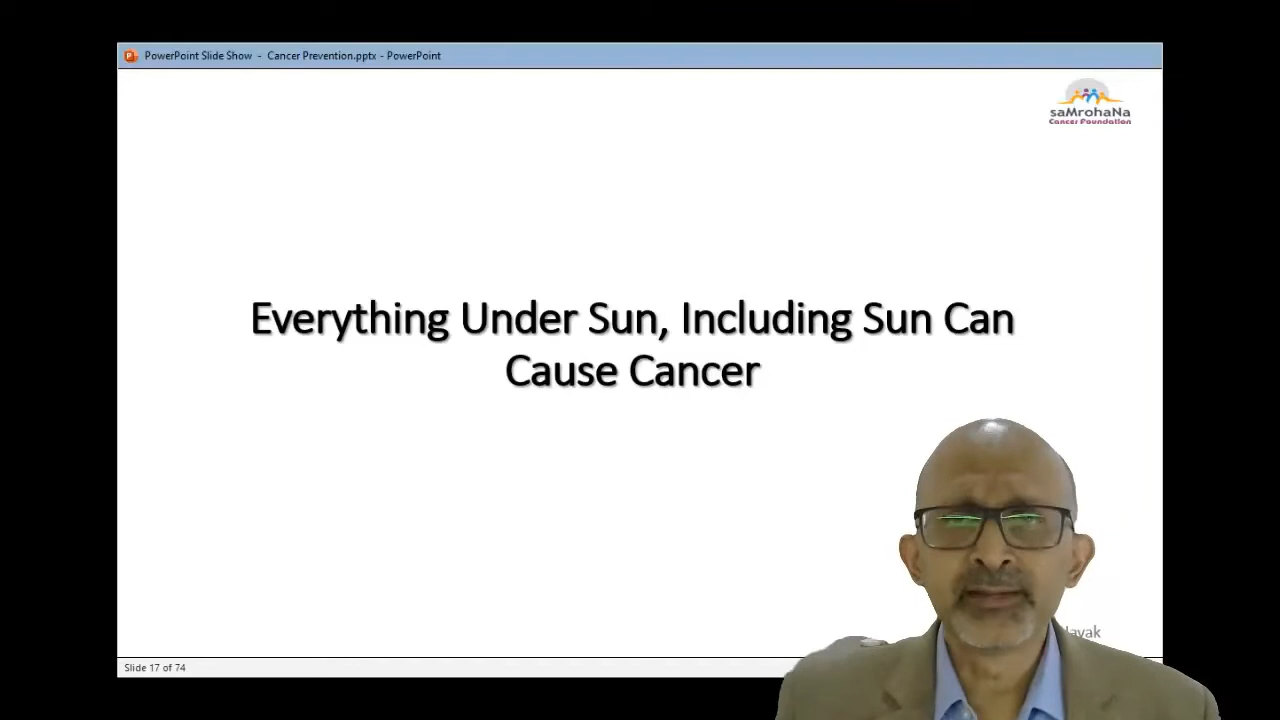 PowerPoint Slide Show - Cancer Prevention.pptx - PowerPoint
saMrohaNa
Cancer Foundation
Everything Under Sun, Including Sun Can
Cause Cancer
Slide 17 of 74